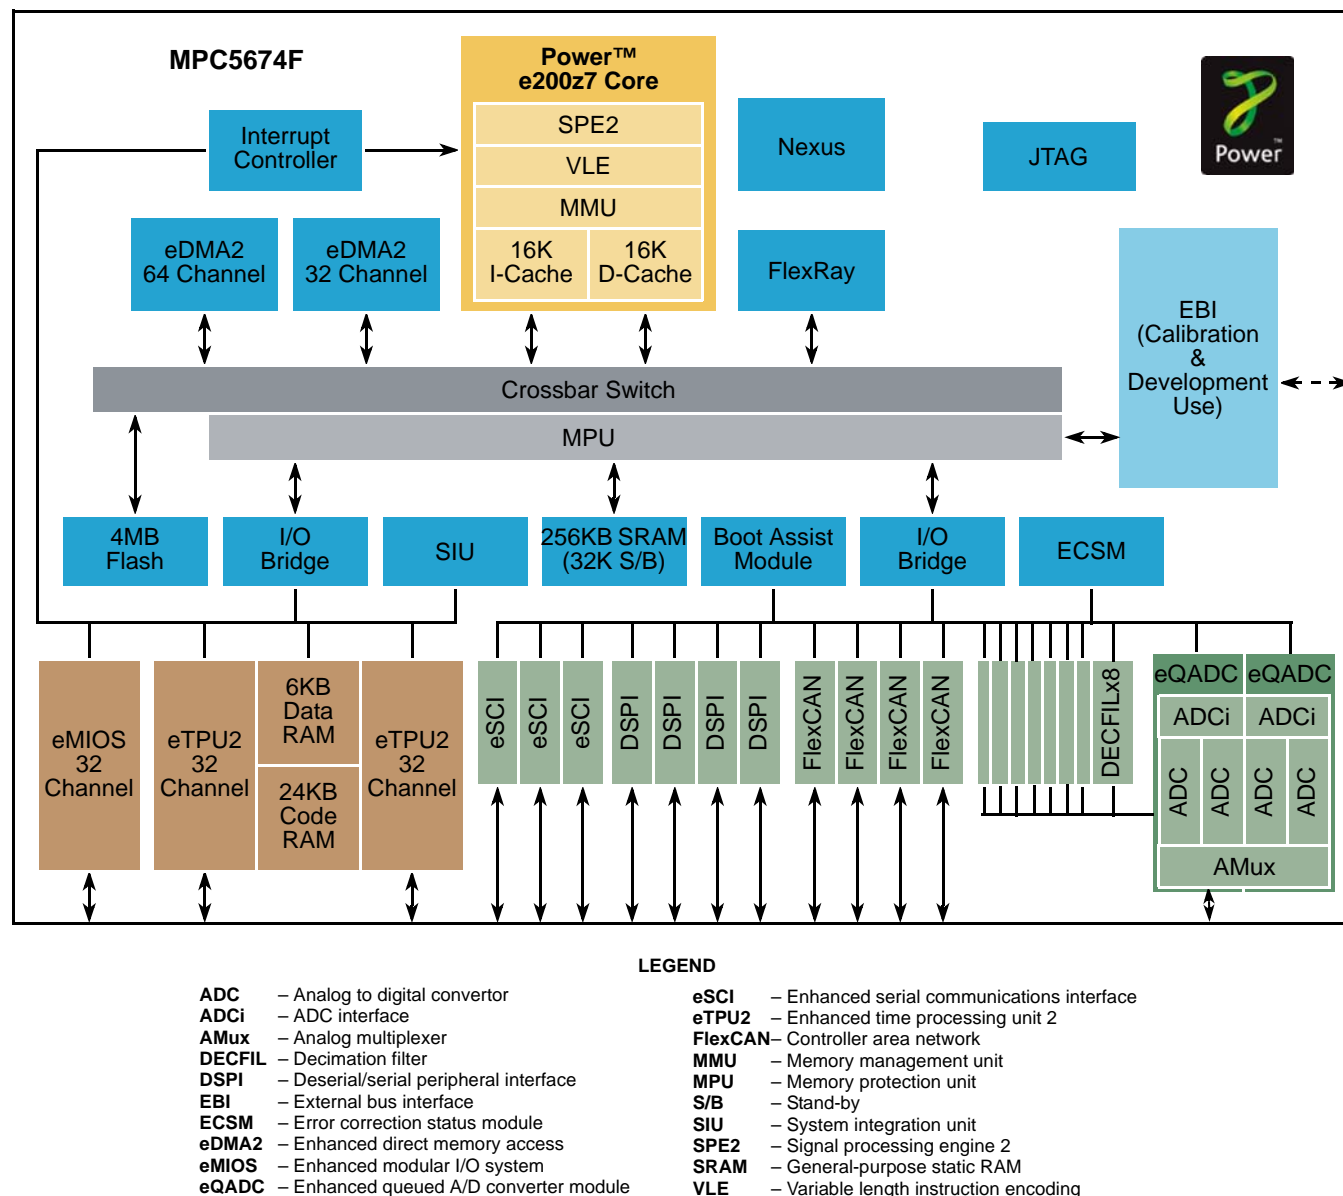 MPC5674F
Power™
e200z7 Core
SPE2
VLE
MMU
16K
I-Cache
16K
D-Cache
Interrupt
Controller
Nexus
JTAG
Power™
eDMA2
64 Channel
eDMA2
32 Channel
FlexRay
EBI
(Calibration
&
Development
Use)
Crossbar Switch
MPU
4MB
Flash
I/O
Bridge
SIU
256KB SRAM
(32K S/B)
Boot Assist
Module
I/O
Bridge
ECSM
eMIOS
32
Channel
eTPU2
32
Channel
6KB
Data
RAM
24KB
Code
RAM
eTPU2
32
Channel
eSCI
eSCI
eSCI
DSPI
DSPI
DSPI
DSPI
FlexCAN
FlexCAN
FlexCAN
FlexCAN
DECFILx8
eQADC
eQADC
ADCi
ADCi
ADC
ADC
ADC
ADC
AMux
LEGEND
ADC – Analog to digital convertor
ADCi – ADC interface
AMux – Analog multiplexer
DECFIL – Decimation filter
DSPI – Deserial/serial peripheral interface
EBI – External bus interface
ECSM – Error correction status module
eDMA2 – Enhanced direct memory access
eMIOS – Enhanced modular I/O system
eQADC – Enhanced queued A/D converter module
eSCI – Enhanced serial communications interface
eTPU2 – Enhanced time processing unit 2
FlexCAN – Controller area network
MMU – Memory management unit
MPU – Memory protection unit
S/B – Stand-by
SIU – System integration unit
SPE2 – Signal processing engine 2
SRAM – General-purpose static RAM
VLE – Variable length instruction encoding